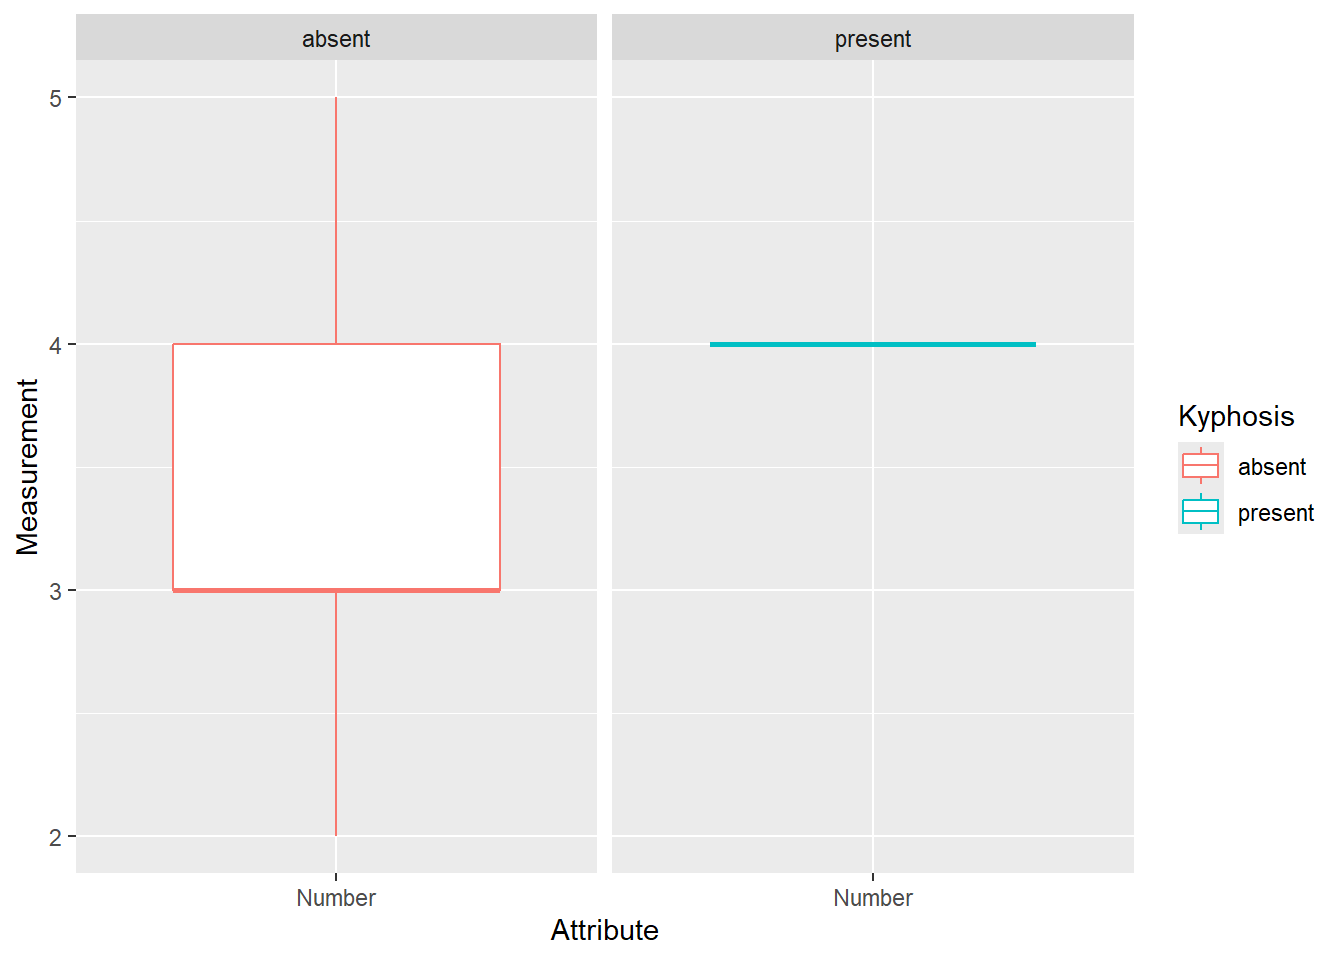 absent
present
5
4
3
2
Measurement
Number
Number
Attribute
Kyphosis
absent
present